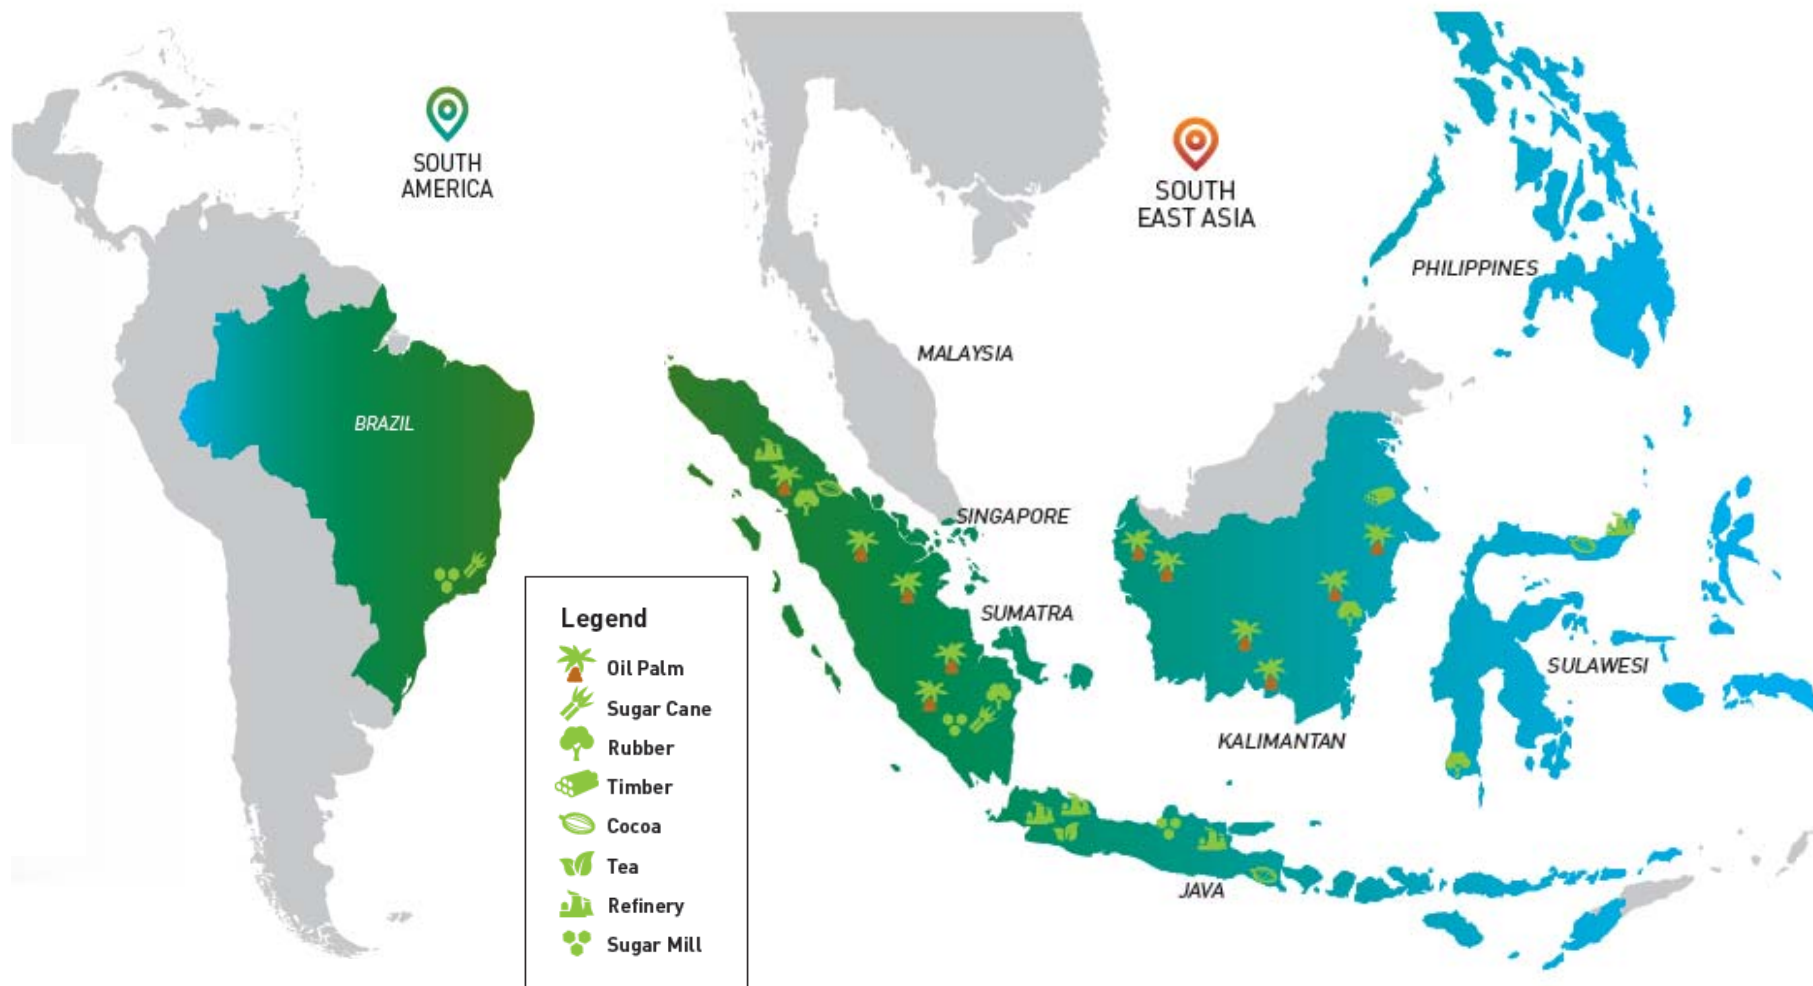 SOUTH
AMERICA
SOUTH
EAST ASIA
PHILIPPINES
MALAYSIA
BRAZIL
SINGAPORE
SUMATRA
SULAWESI
KALIMANTAN
JAVA
Legend
Oil Palm
Sugar Cane
Rubber
Timber
Cocoa
Tea
Refinery
Sugar Mill